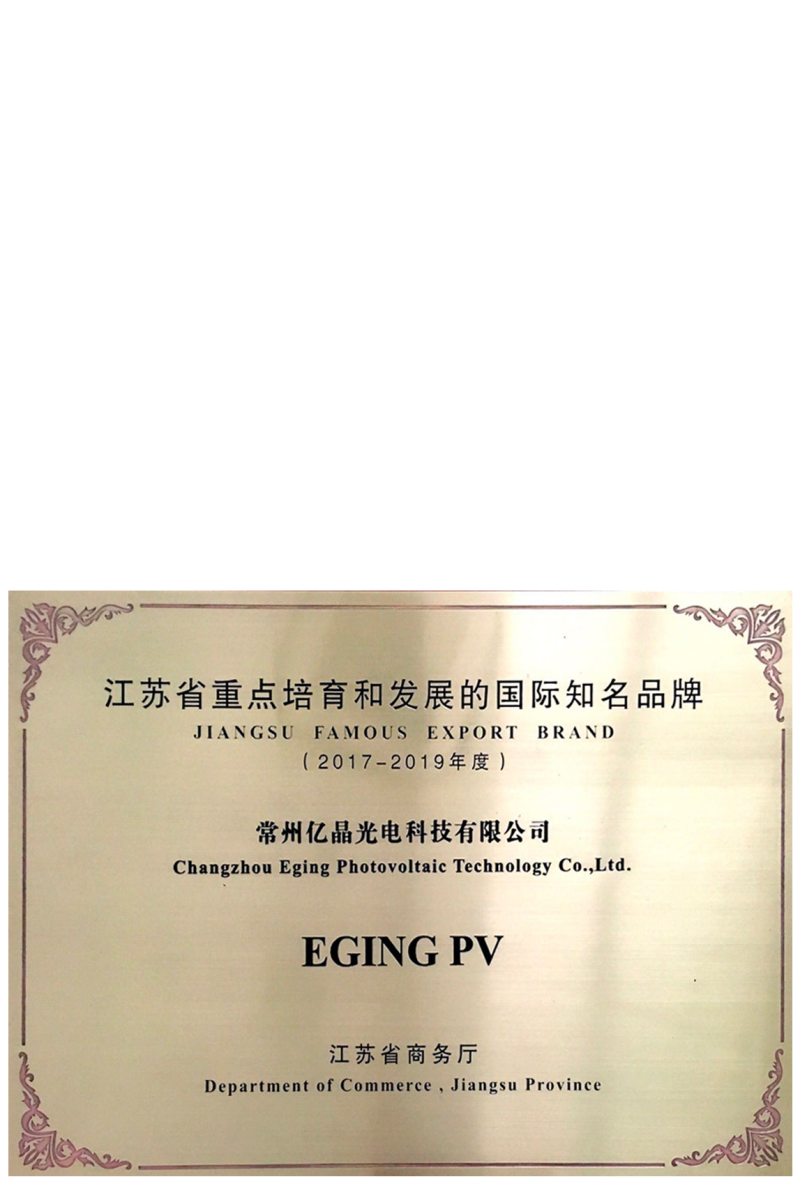 江苏省重点培育和发展的国际知名品牌
JIANGSU FAMOUS EXPORT BRAND
（2017-2019年度）
常州亿晶光电科技有限公司
Changzhou Eging Photovoltaic Technology Co.,Ltd.
EGING PV
江苏省商务厅
Department of Commerce , Jiangsu Province